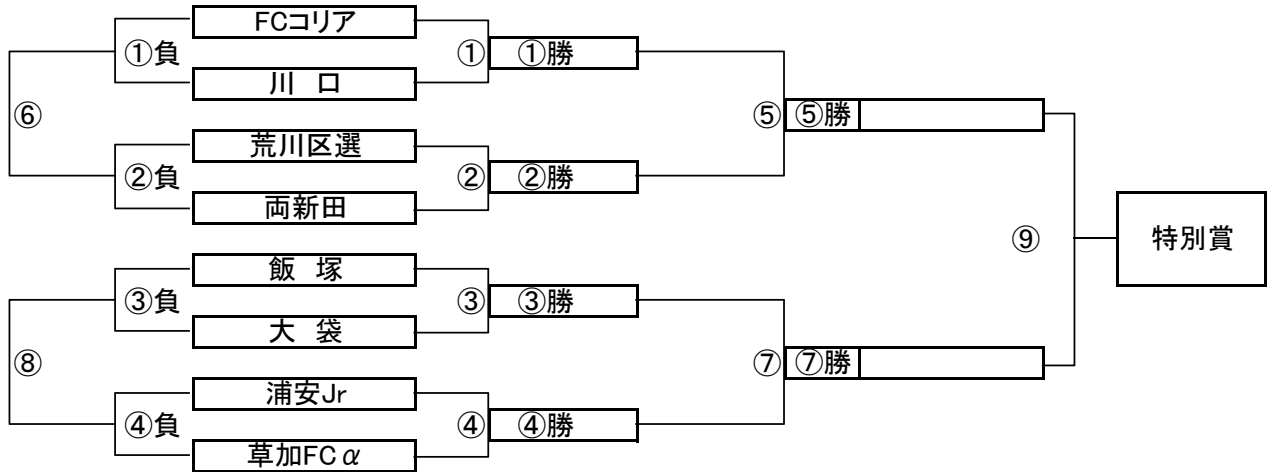 FCコリア
①負 ① ①勝
川　口
⑥ ⑤ ⑤勝
荒川区選
②負 ② ②勝
両新田
⑨ 特別賞
飯　塚
③負 ③ ③勝
大　袋
⑧ ⑦ ⑦勝
浦安Jr
④負 ④ ④勝
草加FCα